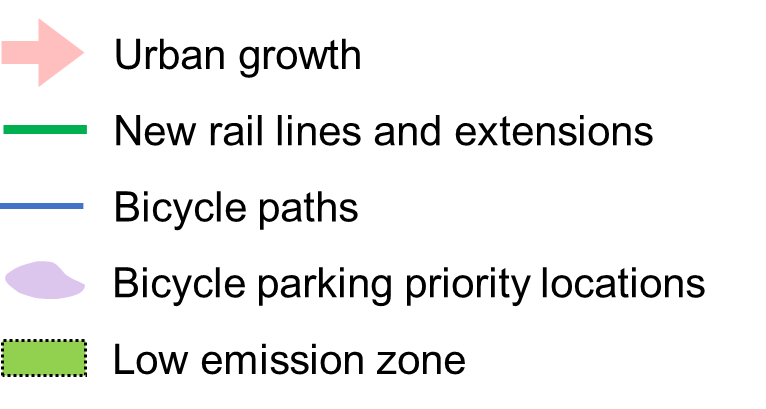 Urban growth
New rail lines and extensions
Bicycle paths
Bicycle parking priority locations
Low emission zone